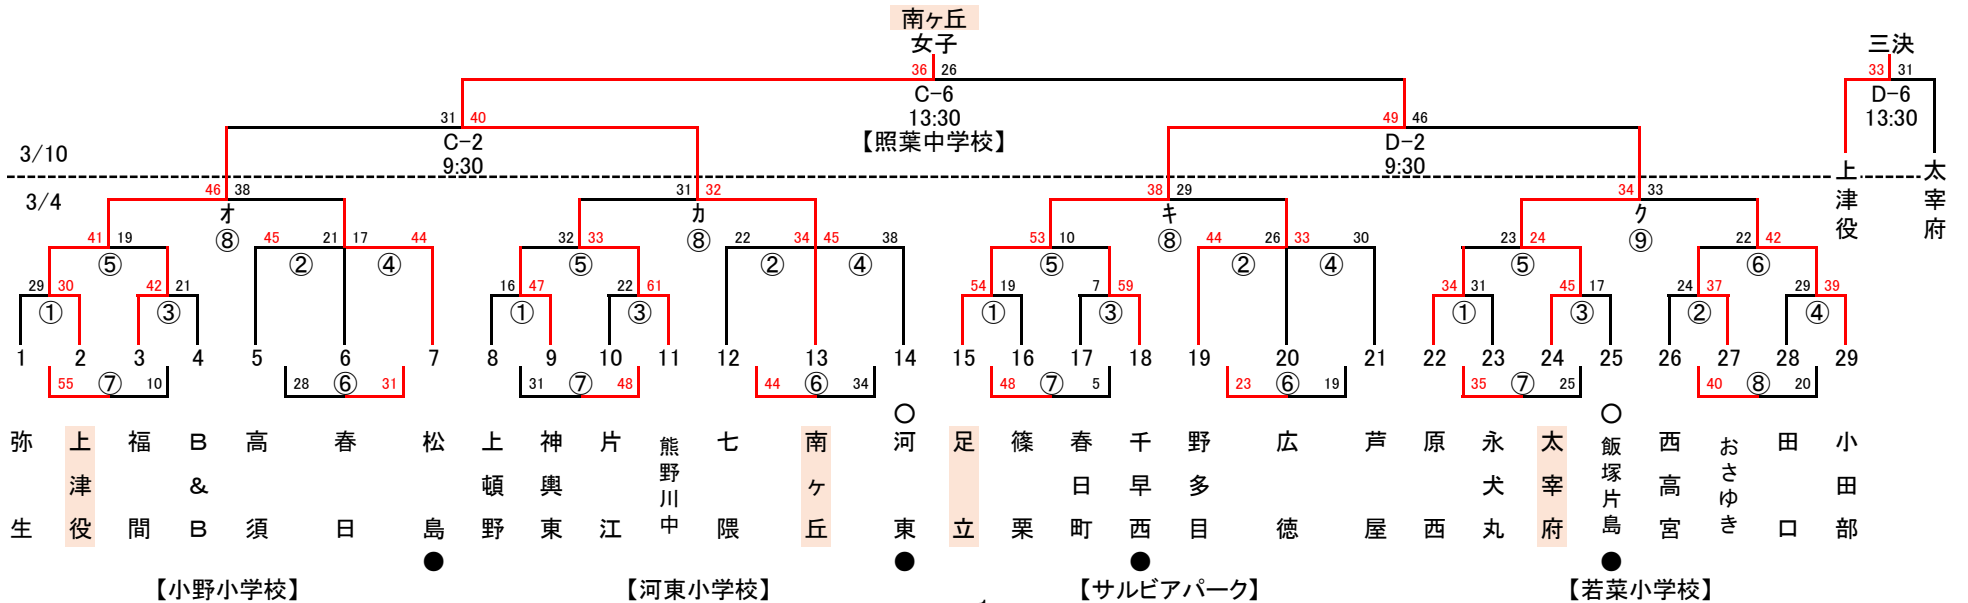 南ヶ丘
女子
三決
36 26
33 31
C-6
13:30
【照葉中学校】
D-6
13:30
31 40
C-2
9:30
49 46
D-2
9:30
3/10
3/4
上津役
太宰府
46 38
オ
⑧
31 32
カ
⑧
38 29
キ
⑧
34 33
ク
⑨
41 19 45 21 17 44 32 33 22 34 45 38 53 10 44 26 33 30 23 24 22 42
⑤ ② ④ ⑤ ② ④ ⑤ ② ④ ⑤ ⑥
29 30 42 21 16 47 22 61 54 19 7 59 34 31 45 17 24 37 29 39
① ③ ① ③ ① ③ ① ③ ② ④
1 2 3 4 5 6 7 8 9 10 11 12 13 14 15 16 17 18 19 20 21 22 23 24 25 26 27 28 29
55 ⑦ 10 28 ⑥ 31 31 ⑦ 48 44 ⑥ 34 48 ⑦ 5 23 ⑥ 19 35 ⑦ 25 40 ⑧ 20
○ ○
弥生
上津役
福間
B&B
高須
春日
松島
上頓野
神興東
片江
熊野川中
七隈
南ヶ丘
河東
足立
篠栗
春日町
千早西
野多目
広徳
芦屋
原西
永犬丸
太宰府
飯塚片島
西高宮
おさゆき
田口
小田部
● ● ● ●
【小野小学校】 【河東小学校】 【サルビアパーク】 【若菜小学校】